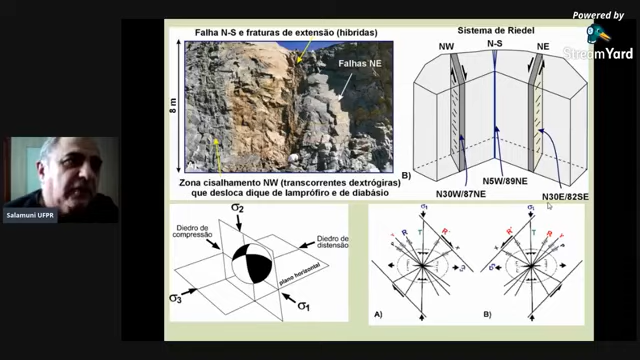 Powered by
StreamYard
Falha N-S e fraturas de extensão (híbridas)
Falhas NE
8 m
Zona cisalhamento NW (transcorrentes dextrógiras)
que desloca dique de lamprófiro e de diabásio
Sistema de Riedel
NW
N-S
NE
B)
N5W/89NE
N30W/87NE
N30E/82SE
Salamuni UFPR
σ2
Diedro de
compressão
Diedro de
distensão
plano horizontal
σ3
σ1
σ1
R
T
R'
A)
σ1
R'
T
R
B)